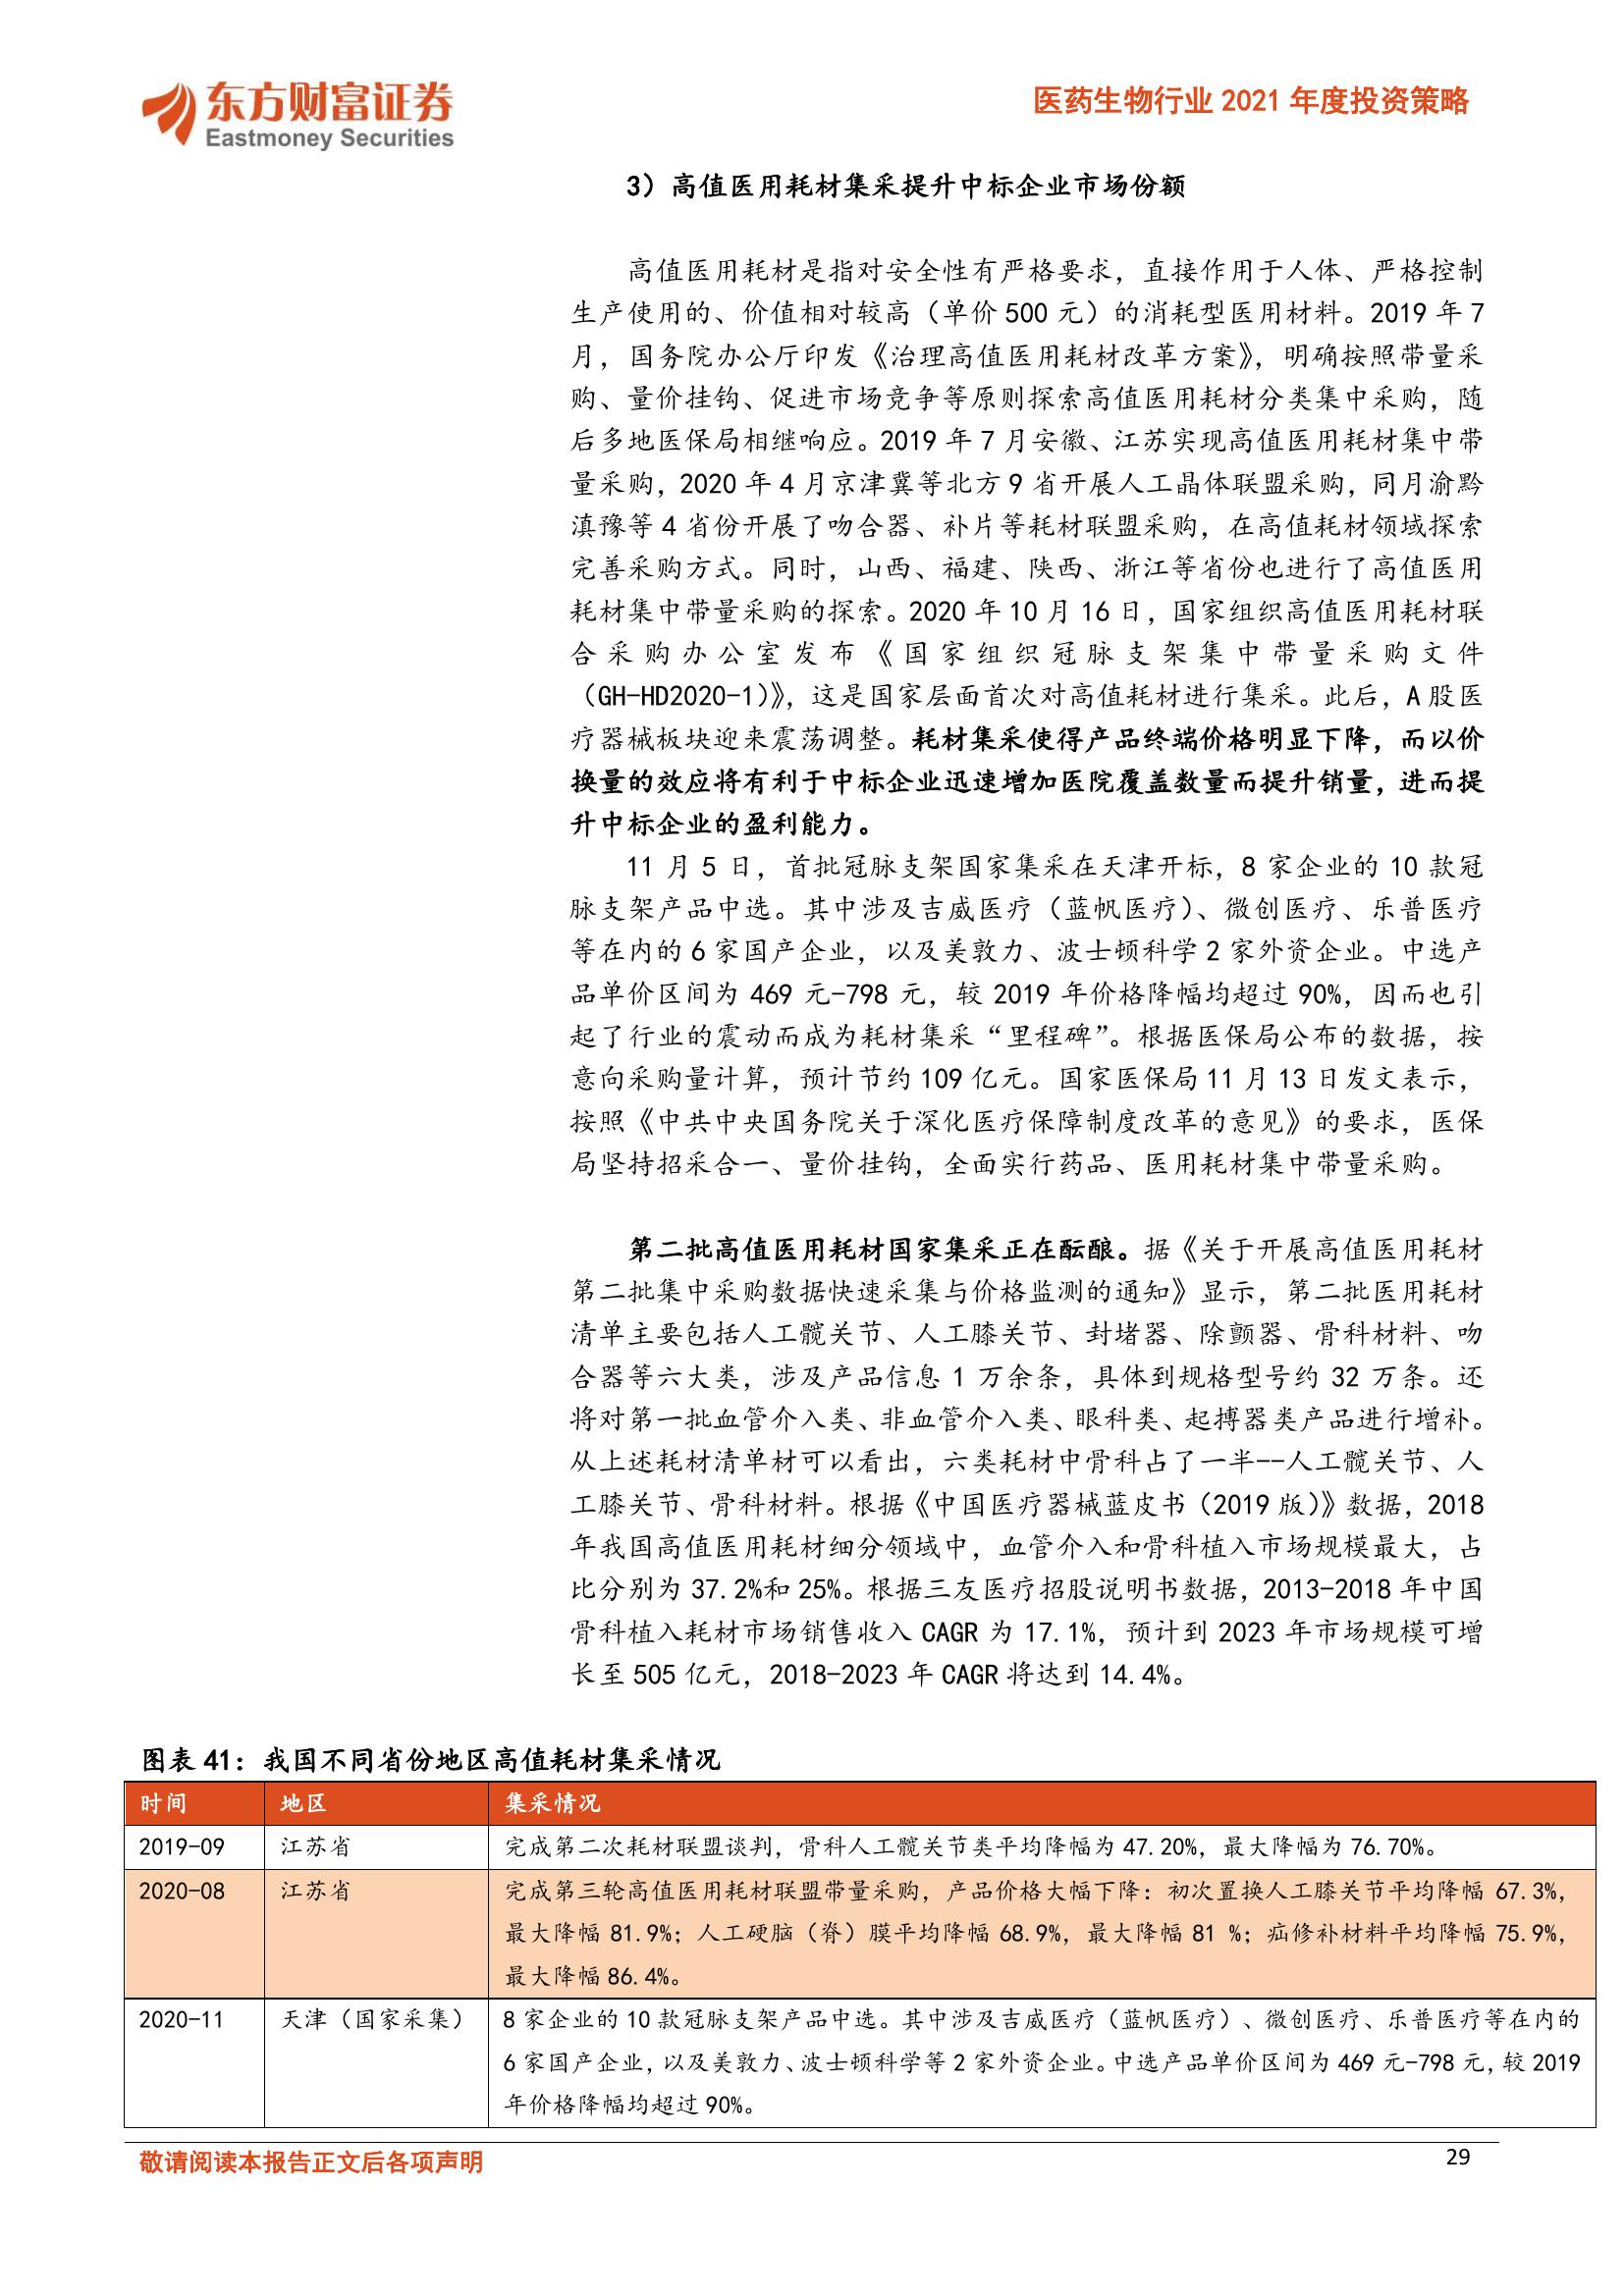 东方财富证券
Eastmoney Securities
医药生物行业 2021 年度投资策略
3）高值医用耗材集采提升中标企业市场份额
高值医用耗材是指对安全性有严格要求，直接作用于人体、严格控制
生产使用的、价值相对较高（单价 500 元）的消耗型医用材料。2019 年 7
月，国务院办公厅印发《治理高值医用耗材改革方案》，明确按照带量采
购、量价挂钩、促进市场竞争等原则探索高值医用耗材分类集中采购，随
后多地医保局相继响应。2019 年 7 月安徽、江苏实现高值医用耗材集中带
量采购，2020 年 4 月京津冀等北方 9 省开展人工晶体联盟采购，同月渝黔
滇豫等 4 省份开展了吻合器、补片等耗材联盟采购，在高值耗材领域探索
完善采购方式。同时，山西、福建、陕西、浙江等省份也进行了高值医用
耗材集中带量采购的探索。2020 年 10 月 16 日，国家组织高值医用耗材联
合采购办公室发布《国家组织冠脉支架集中带量采购文件
（GH-HD2020-1）》，这是国家层面首次对高值耗材进行集采。此后，A 股医
疗器械板块迎来震荡调整。耗材集采使得产品终端价格明显下降，而以价
换量的效应将有利于中标企业迅速增加医院覆盖数量而提升销量，进而提
升中标企业的盈利能力。
11 月 5 日，首批冠脉支架国家集采在天津开标，8 家企业的 10 款冠
脉支架产品中选。其中涉及吉威医疗（蓝帆医疗）、微创医疗、乐普医疗
等在内的 6 家国产企业，以及美敦力、波士顿科学 2 家外资企业。中选产
品单价区间为 469 元-798 元，较 2019 年价格降幅均超过 90%，因而也引
起了行业的震动而成为耗材集采“里程碑”。根据医保局公布的数据，按
意向采购量计算，预计节约 109 亿元。国家医保局 11 月 13 日发文表示，
按照《中共中央国务院关于深化医疗保障制度改革的意见》的要求，医保
局坚持招采合一、量价挂钩，全面实行药品、医用耗材集中带量采购。
第二批高值医用耗材国家集采正在酝酿。据《关于开展高值医用耗材
第二批集中采购数据快速采集与价格监测的通知》显示，第二批医用耗材
清单主要包括人工髋关节、人工膝关节、封堵器、除颤器、骨科材料、吻
合器等六大类，涉及产品信息 1 万余条，具体到规格型号约 32 万条。还
将对第一批血管介入类、非血管介入类、眼科类、起搏器类产品进行增补。
从上述耗材清单材可以看出，六类耗材中骨科占了一半--人工髋关节、人
工膝关节、骨科材料。根据《中国医疗器械蓝皮书（2019 版）》数据，2018
年我国高值医用耗材细分领域中，血管介入和骨科植入市场规模最大，占
比分别为 37.2%和 25%。根据三友医疗招股说明书数据，2013-2018 年中国
骨科植入耗材市场销售收入 CAGR 为 17.1%，预计到 2023 年市场规模可增
长至 505 亿元，2018-2023 年 CAGR 将达到 14.4%。
图表 41：我国不同省份地区高值耗材集采情况
时间 地区 集采情况
2019-09 江苏省 完成第二次耗材联盟谈判，骨科人工髋关节类平均降幅为 47.20%，最大降幅为 76.70%。
2020-08 江苏省 完成第三轮高值医用耗材联盟带量采购，产品价格大幅下降：初次置换人工膝关节平均降幅 67.3%，
最大降幅 81.9%；人工硬脑（脊）膜平均降幅 68.9%，最大降幅 81 %；疝修补材料平均降幅 75.9%，
最大降幅 86.4%。
2020-11 天津（国家采集） 8 家企业的 10 款冠脉支架产品中选。其中涉及吉威医疗（蓝帆医疗）、微创医疗、乐普医疗等在内的
6 家国产企业，以及美敦力、波士顿科学等 2 家外资企业。中选产品单价区间为 469 元-798 元，较 2019
年价格降幅均超过 90%。
敬请阅读本报告正文后各项声明
29